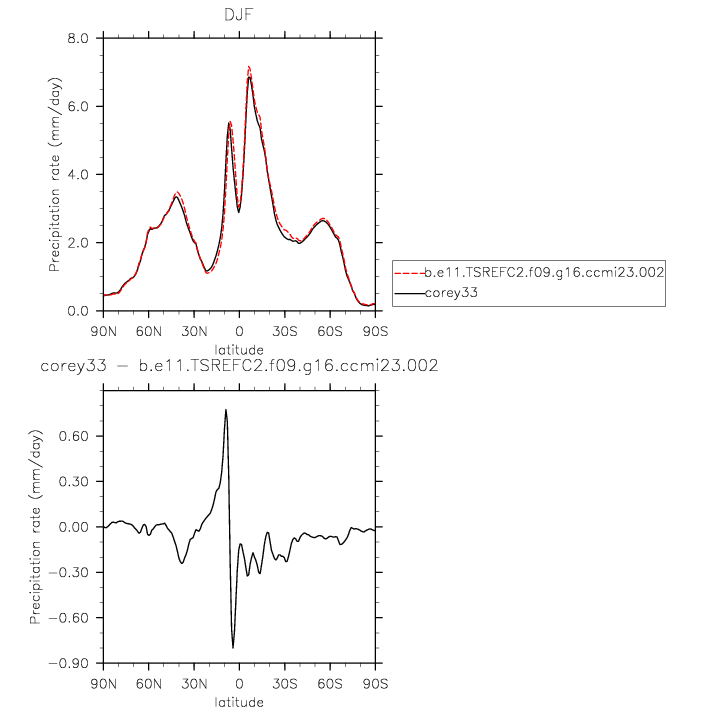 DJF
8.0
6.0
4.0
2.0
0.0
Precipitation rate (mm/day)
90N 60N 30N 0 30S 60S 90S
latitude
b.e11.TSREFC2.f09.g16.ccmi23.002
corey33
corey33 − b.e11.TSREFC2.f09.g16.ccmi23.002
0.60
0.30
0.00
−0.30
−0.60
−0.90
Precipitation rate (mm/day)
90N 60N 30N 0 30S 60S 90S
latitude